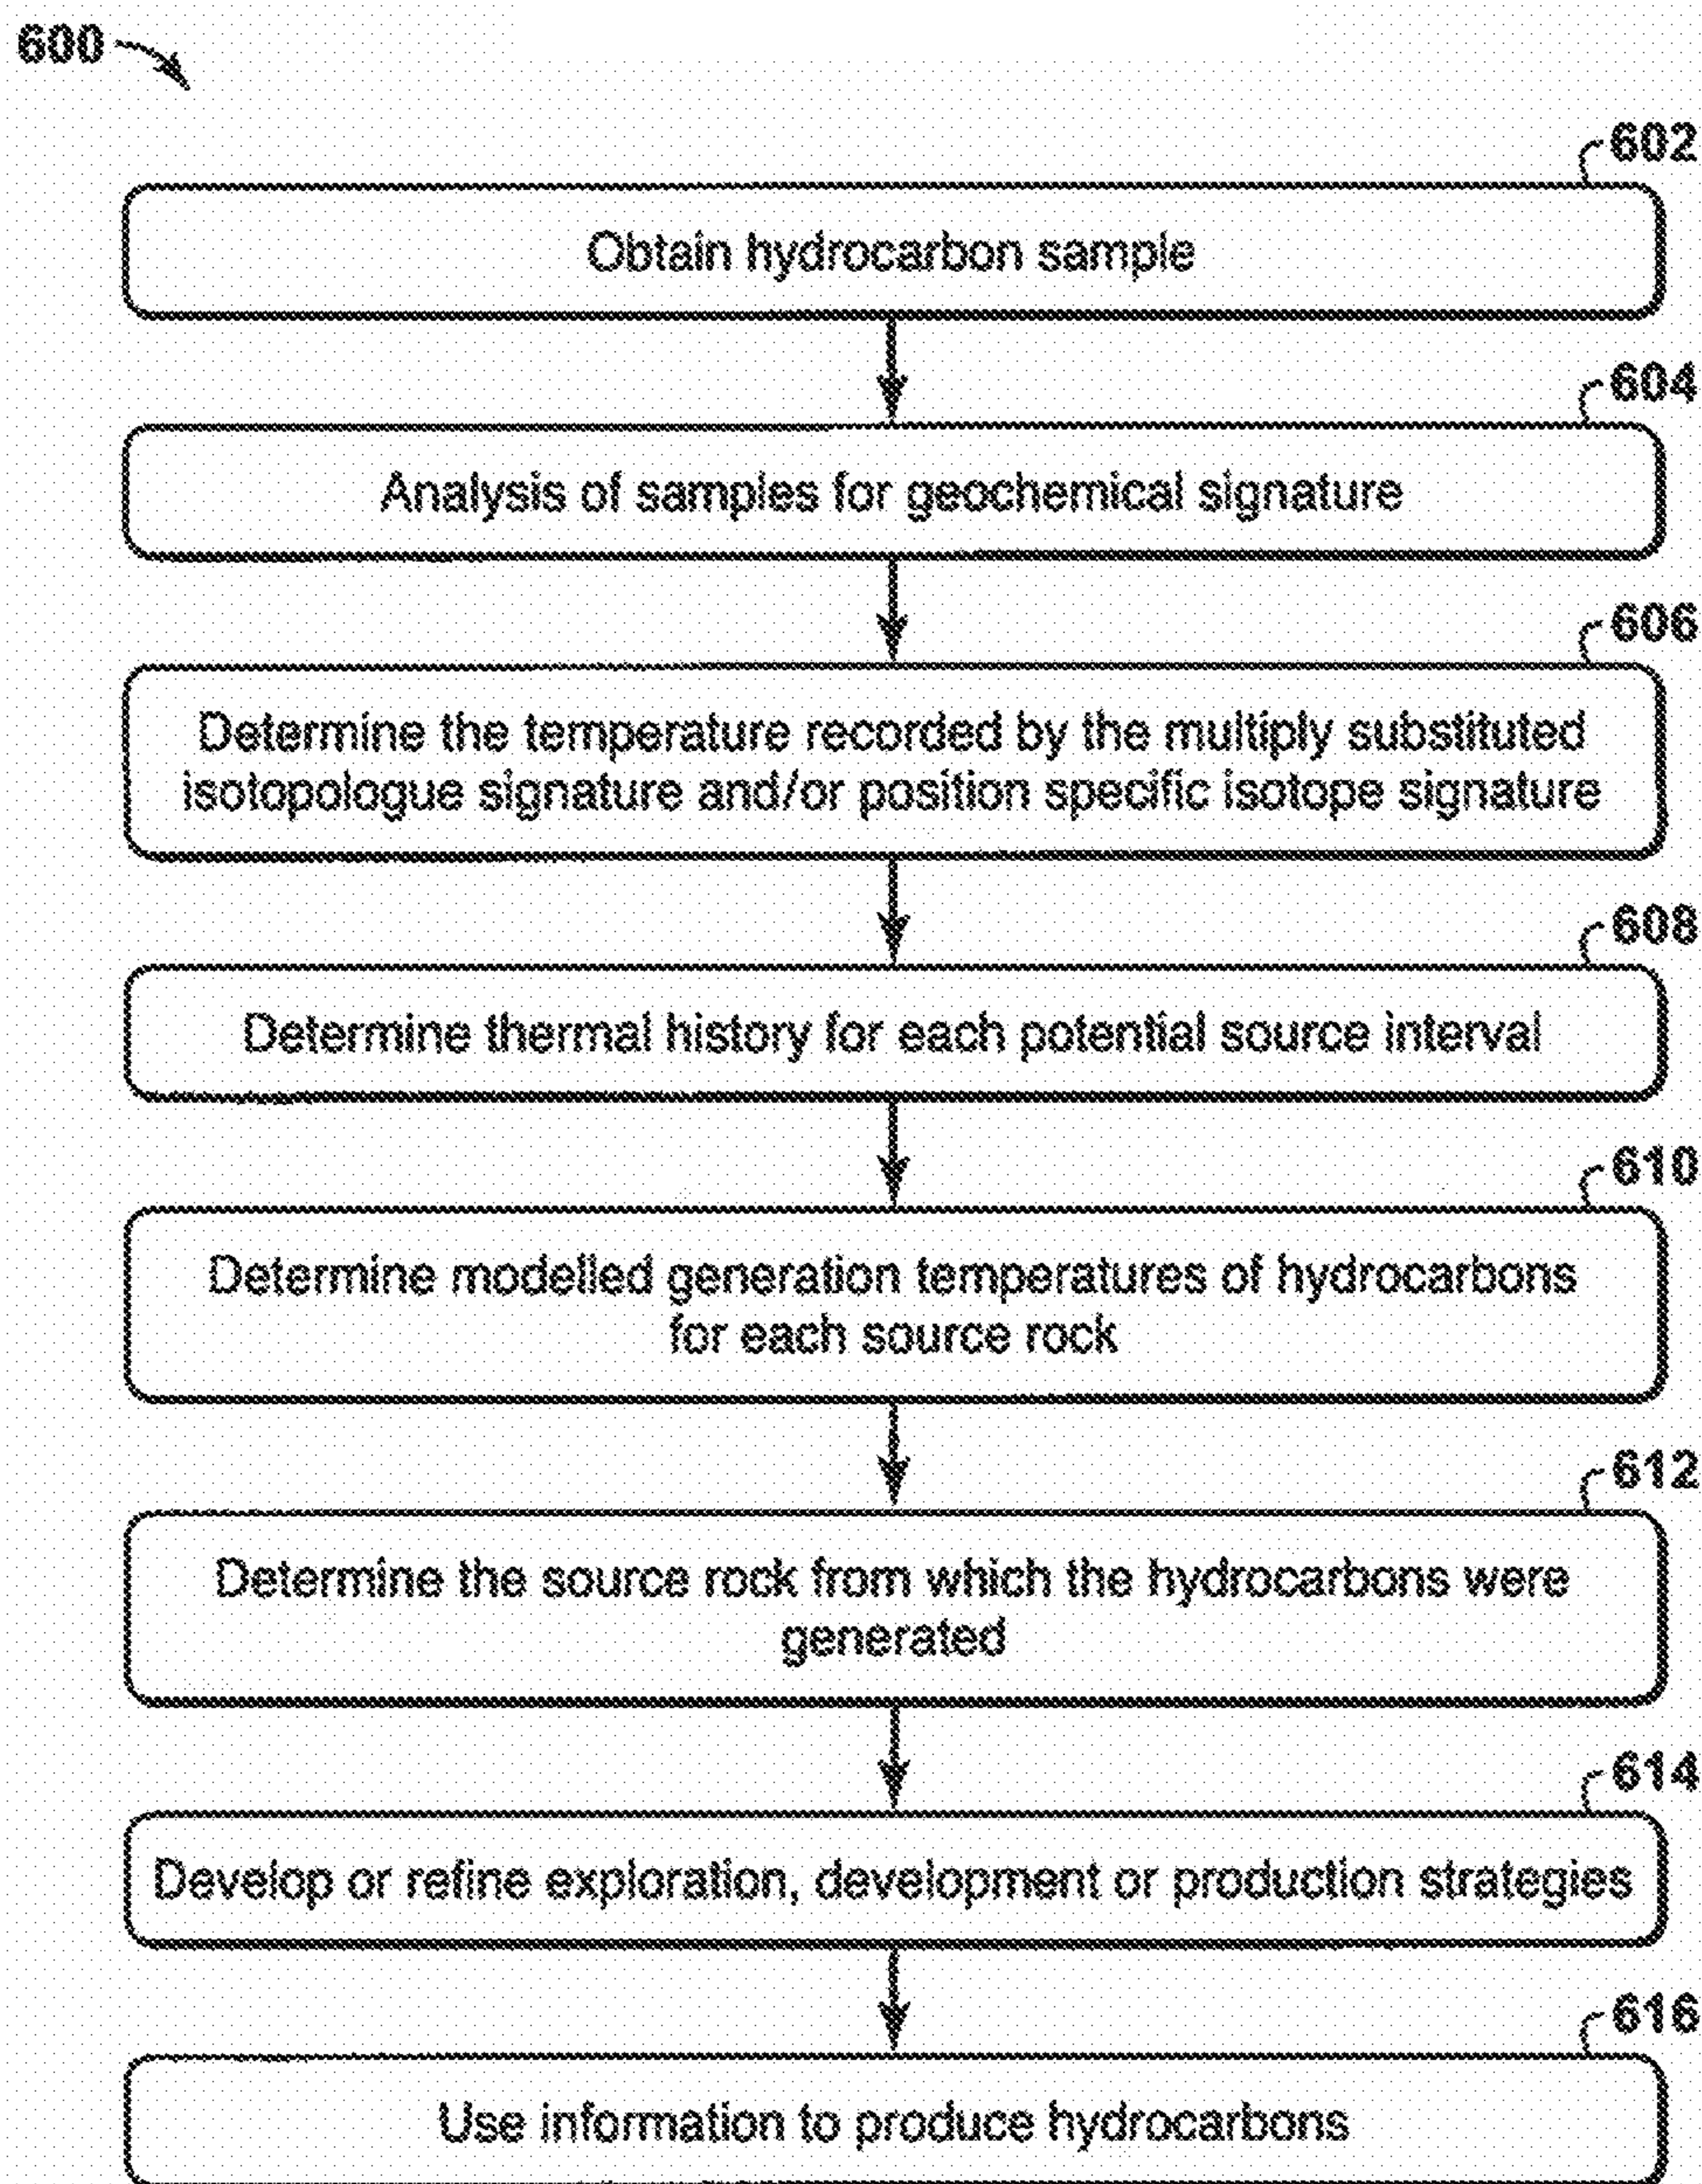 600
602
Obtain hydrocarbon sample
604
Analysis of samples for geochemical signature
606
Determine the temperature recorded by the multiply substituted
isotopologue signature and/or position specific isotope signature
608
Determine thermal history for each potential source interval
610
Determine modelled generation temperatures of hydrocarbons
for each source rock
612
Determine the source rock from which the hydrocarbons were
generated
614
Develop or refine exploration, development or production strategies
616
Use information to produce hydrocarbons